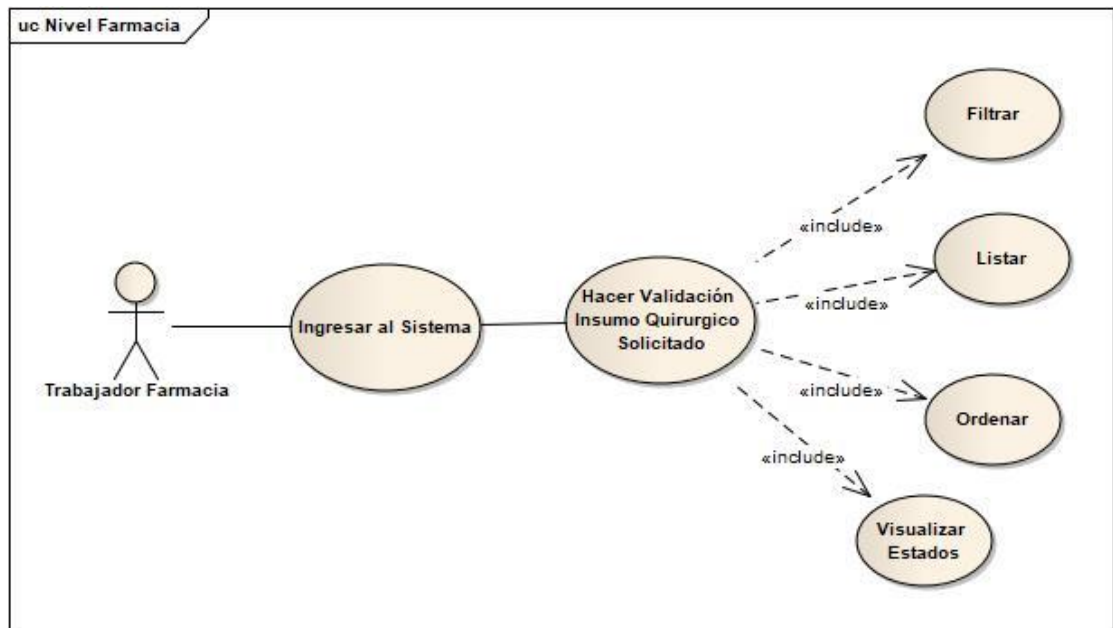 uc Nivel Farmacia
Filtrar
«include»
Listar
«include»
Hacer Validación
Insumo Quirurgico
Solicitado
Ingresar al Sistema
Trabajador Farmacia
«include»
Ordenar
«include»
Visualizar
Estados